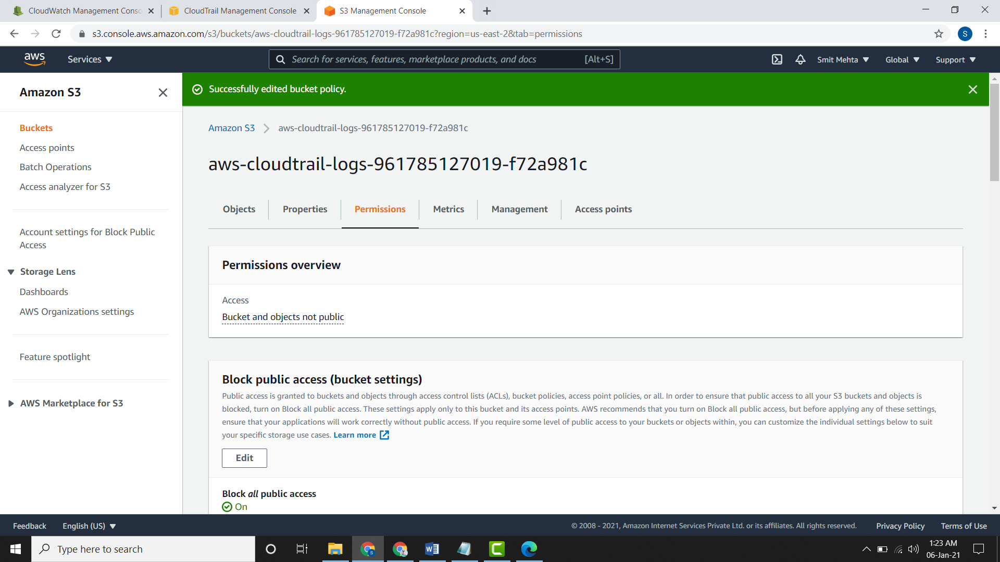 CloudWatch Management Conso
CloudTrail Management Console
S3 Management Console
s3.console.aws.amazon.com/s3/buckets/aws-cloudtrail-logs-961785127019-f72a981c?region=us-east-2&tab=permissions
S
aws
Services
Search for services, features, marketplace products, and docs
[Alt+S]
Smit Mehta
Global
Support
Amazon S3
Buckets
Access points
Batch Operations
Access analyzer for S3
Account settings for Block Public
Access
Storage Lens
Dashboards
AWS Organizations settings
Feature spotlight
AWS Marketplace for S3
Successfully edited bucket policy.
Amazon S3
aws-cloudtrail-logs-961785127019-f72a981c
aws-cloudtrail-logs-961785127019-f72a981c
Objects
Properties
Permissions
Metrics
Management
Access points
Permissions overview
Access
Bucket and objects not public
Block public access (bucket settings)
Public access is granted to buckets and objects through access control lists (ACLs), bucket policies, access point policies, or all. In order to ensure that public access to all your S3 buckets and objects is
blocked, turn on Block all public access. These settings apply only to this bucket and its access points. AWS recommends that you turn on Block all public access, but before applying any of these settings,
ensure that your applications will work correctly without public access. If you require some level of public access to your buckets or objects within, you can customize the individual settings below to suit
your specific storage use cases. Learn more
Edit
Block all public access
On
Feedback
English (US)
© 2008 - 2021, Amazon Internet Services Private Ltd. or its affiliates. All rights reserved.
Privacy Policy
Terms of Use
Type here to search
1:23 AM
06-Jan-21